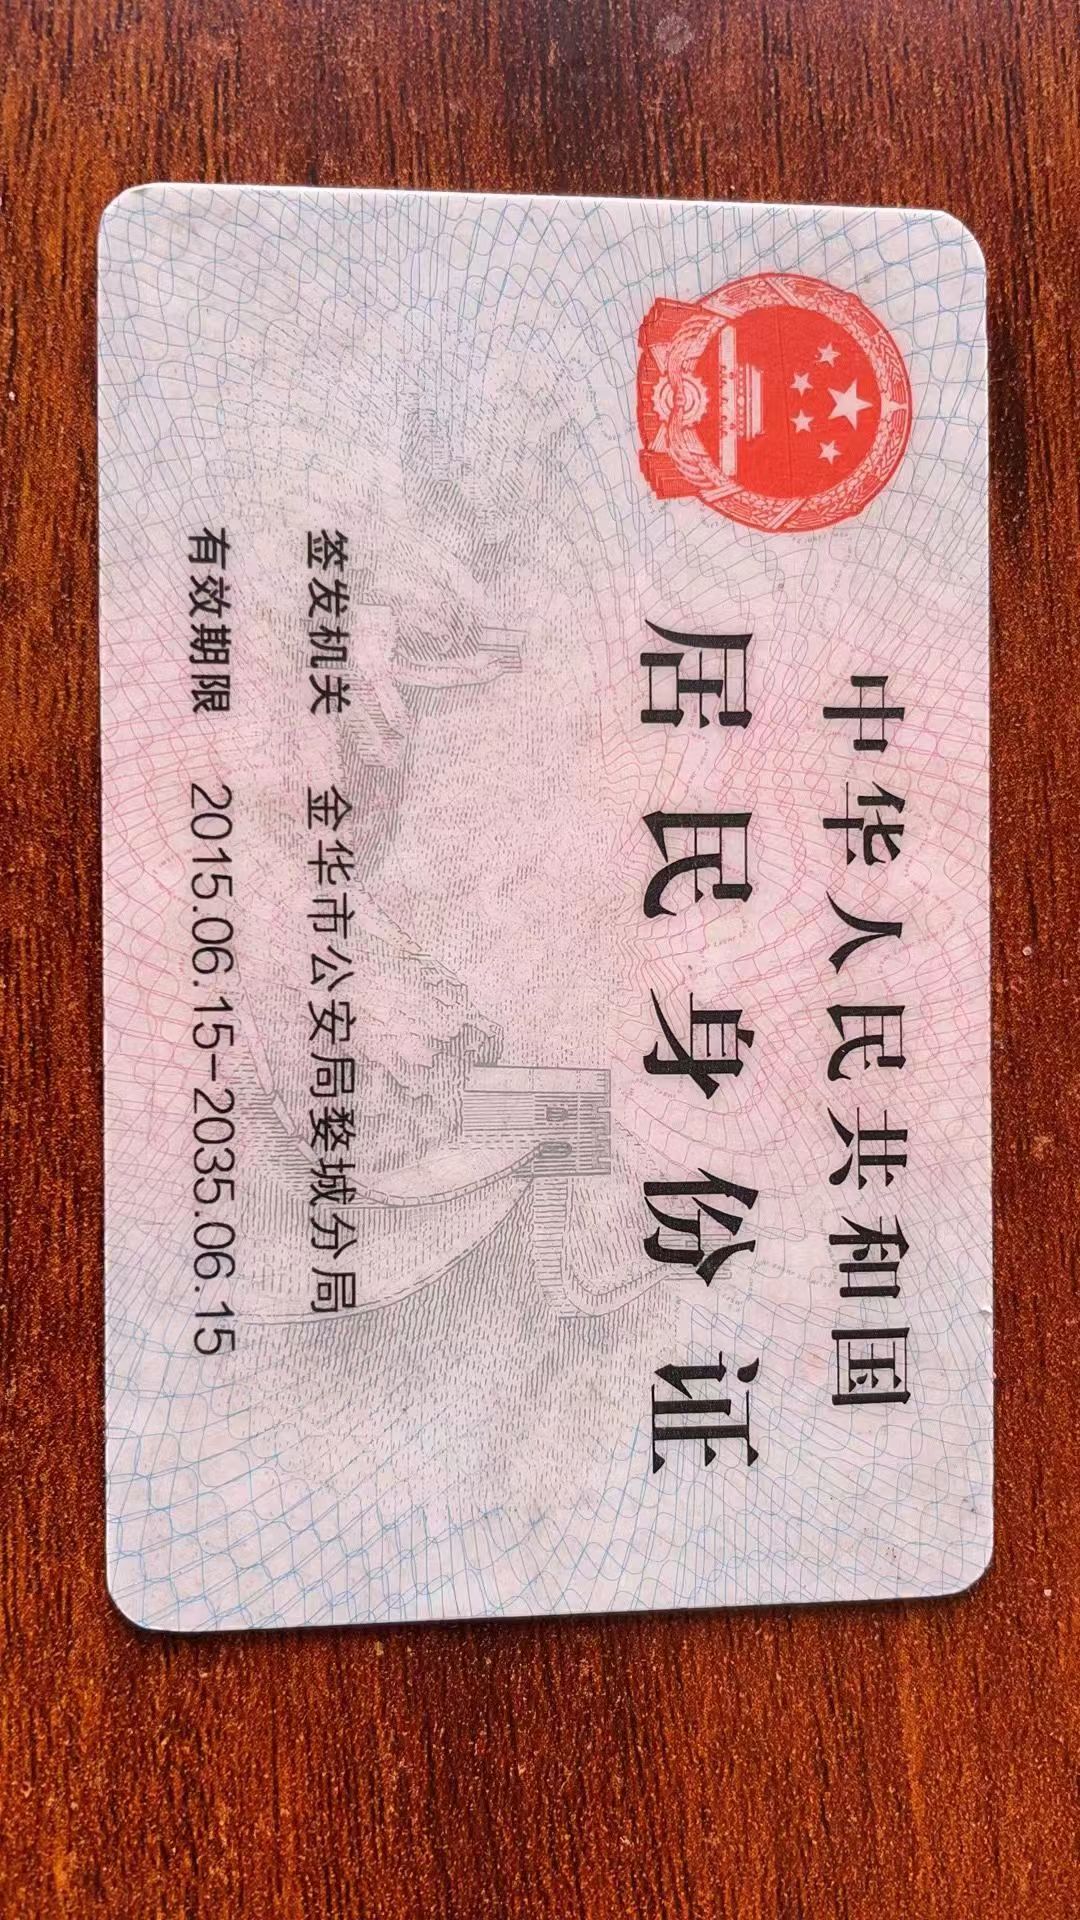 中华人民共和国
居民身份证
签发机关 金华市公安局婺城分局
有效期限 2015.06.15-2035.06.15